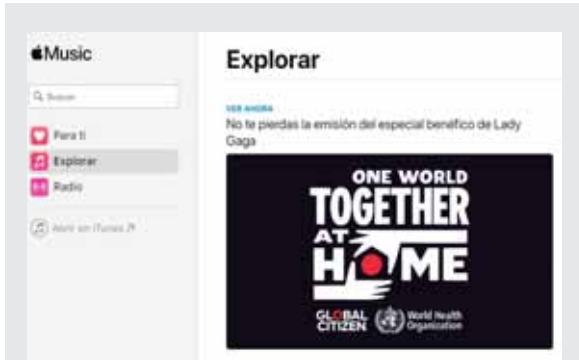 Music
Explorar
Buscar
VER AHORA
No te pierdas la emisión del especial benéfico de Lady
Gaga
Para ti
Explorar
Radio
Abrir en iTunes
ONE WORLD
TOGETHER
AT
HOME
GLOBAL
CITIZEN
World Health
Organization